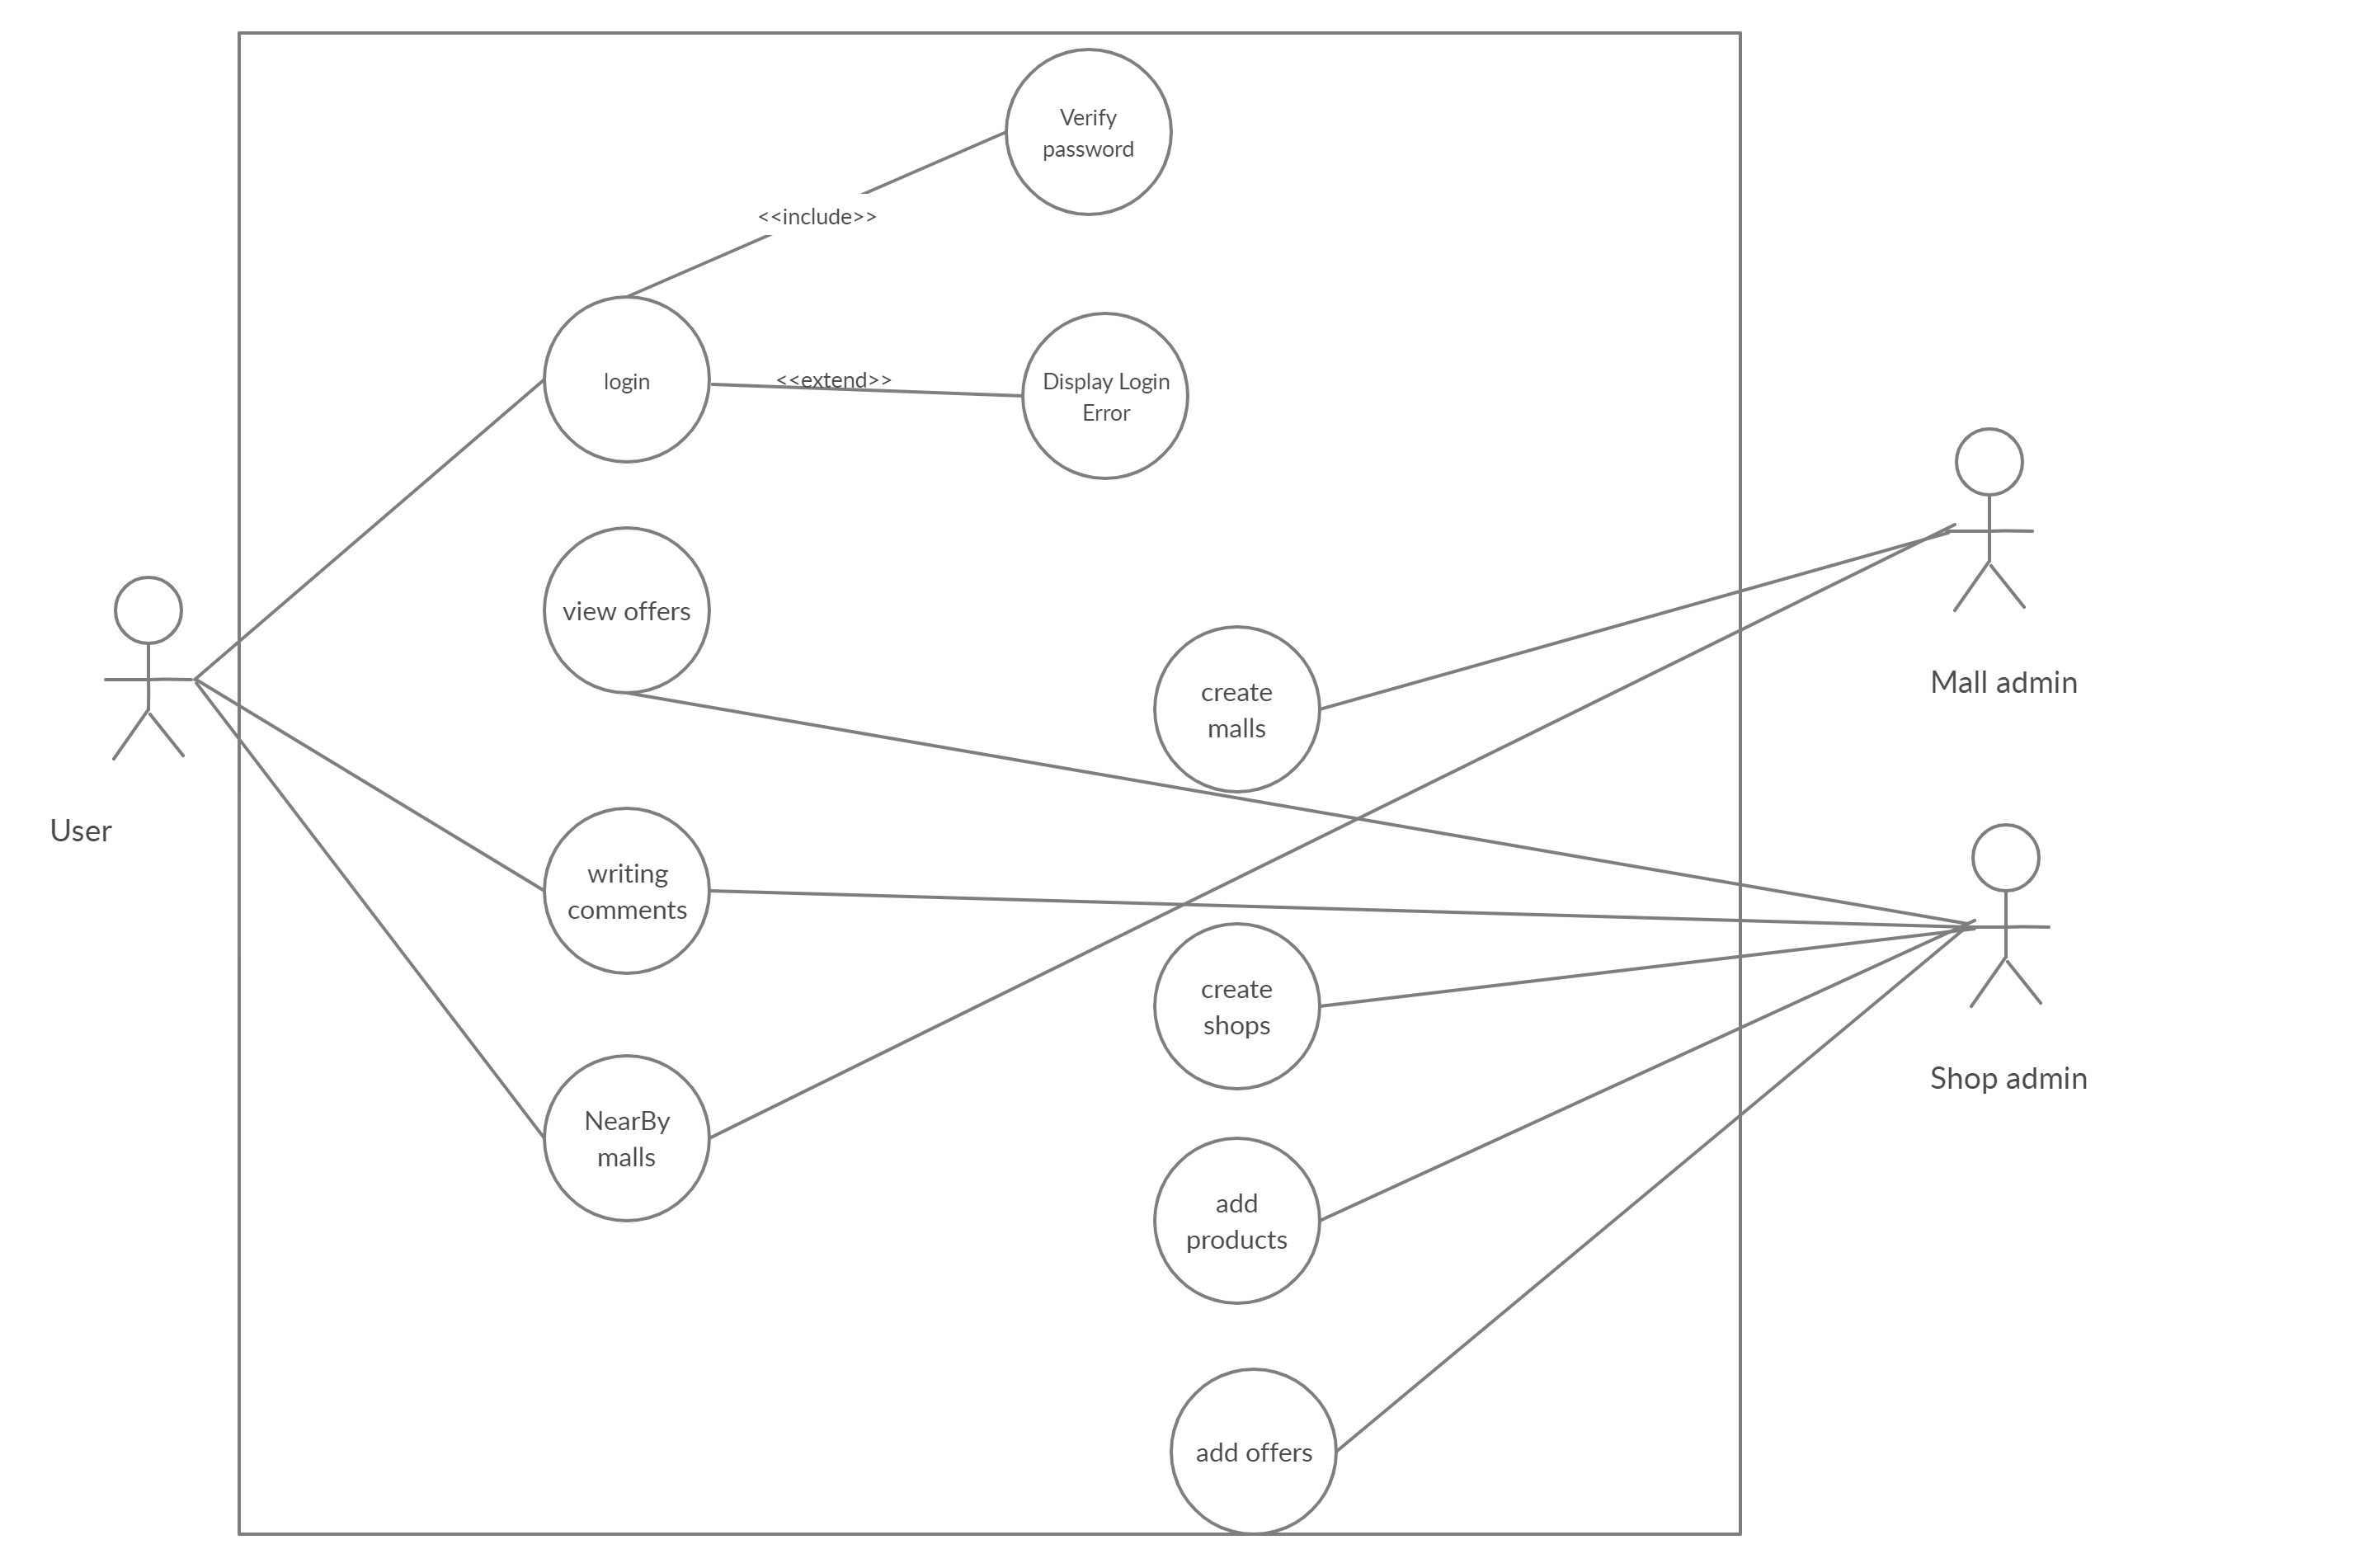 Verify
password
<<include>>
login
<<extend>>
Display Login
Error
view offers
create
malls
Mall admin
User
writing
comments
create
shops
Shop admin
NearBy
malls
add
products
add offers